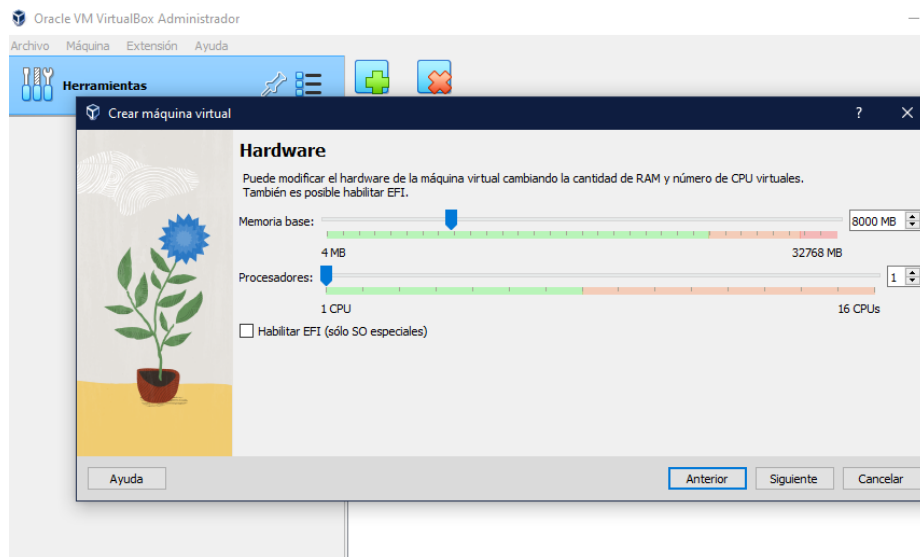 Oracle VM VirtualBox Administrador
Archivo Máquina Extensión Ayuda
Herramientas
Crear máquina virtual ?
Hardware
Puede modificar el hardware de la máquina virtual cambiando la cantidad de RAM y número de CPU virtuales.
También es posible habilitar EFI.
Memoria base: 8000 MB
4 MB 32768 MB
Procesadores: 1
1 CPU 16 CPUs
Habilitar EFI (sólo SO especiales)
Ayuda Anterior Siguiente Cancelar